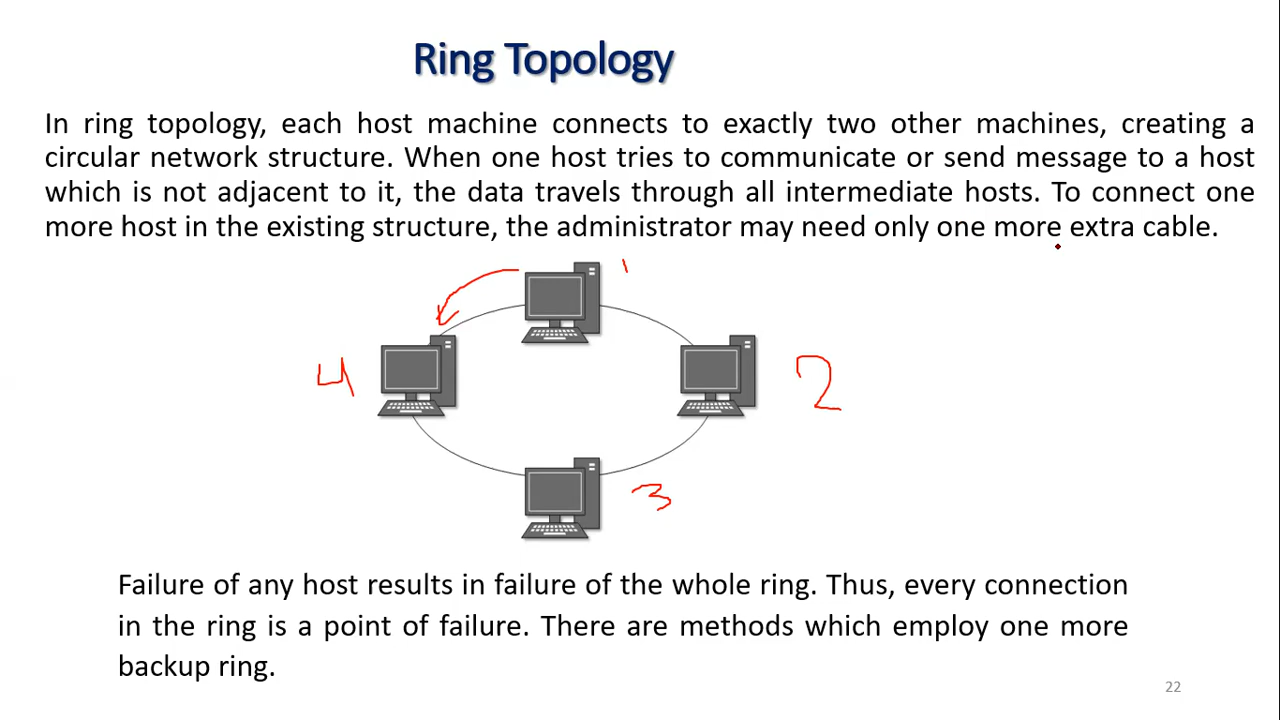 Ring Topology
In ring topology, each host machine connects to exactly two other machines, creating a
circular network structure. When one host tries to communicate or send message to a host
which is not adjacent to it, the data travels through all intermediate hosts. To connect one
more host in the existing structure, the administrator may need only one more extra cable.
1
4
2
3
Failure of any host results in failure of the whole ring. Thus, every connection
in the ring is a point of failure. There are methods which employ one more
backup ring.
22